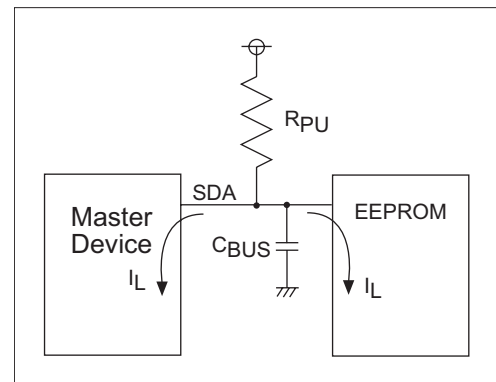 RPU
SDA
Master
Device
EEPROM
CBUS
IL
IL